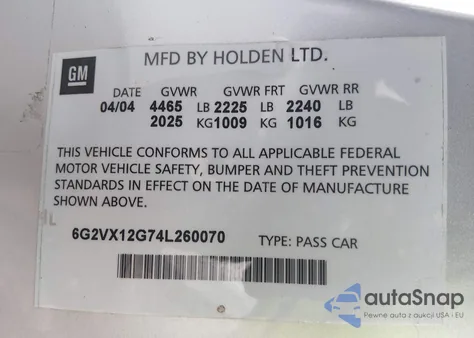 GM
MFD BY HOLDEN LTD.
DATE GVWR GVWR FRT GVWR RR
04/04 4465 LB 2225 LB 2240 LB
2025 KG 1009 KG 1016 KG
THIS VEHICLE CONFORMS TO ALL APPLICABLE FEDERAL
MOTOR VEHICLE SAFETY, BUMPER AND THEFT PREVENTION
STANDARDS IN EFFECT ON THE DATE OF MANUFACTURE
SHOWN ABOVE.
L
6G2VX12G74L260070 TYPE: PASS CAR
autoSnap
Pewne auta z aukcji USA i EU